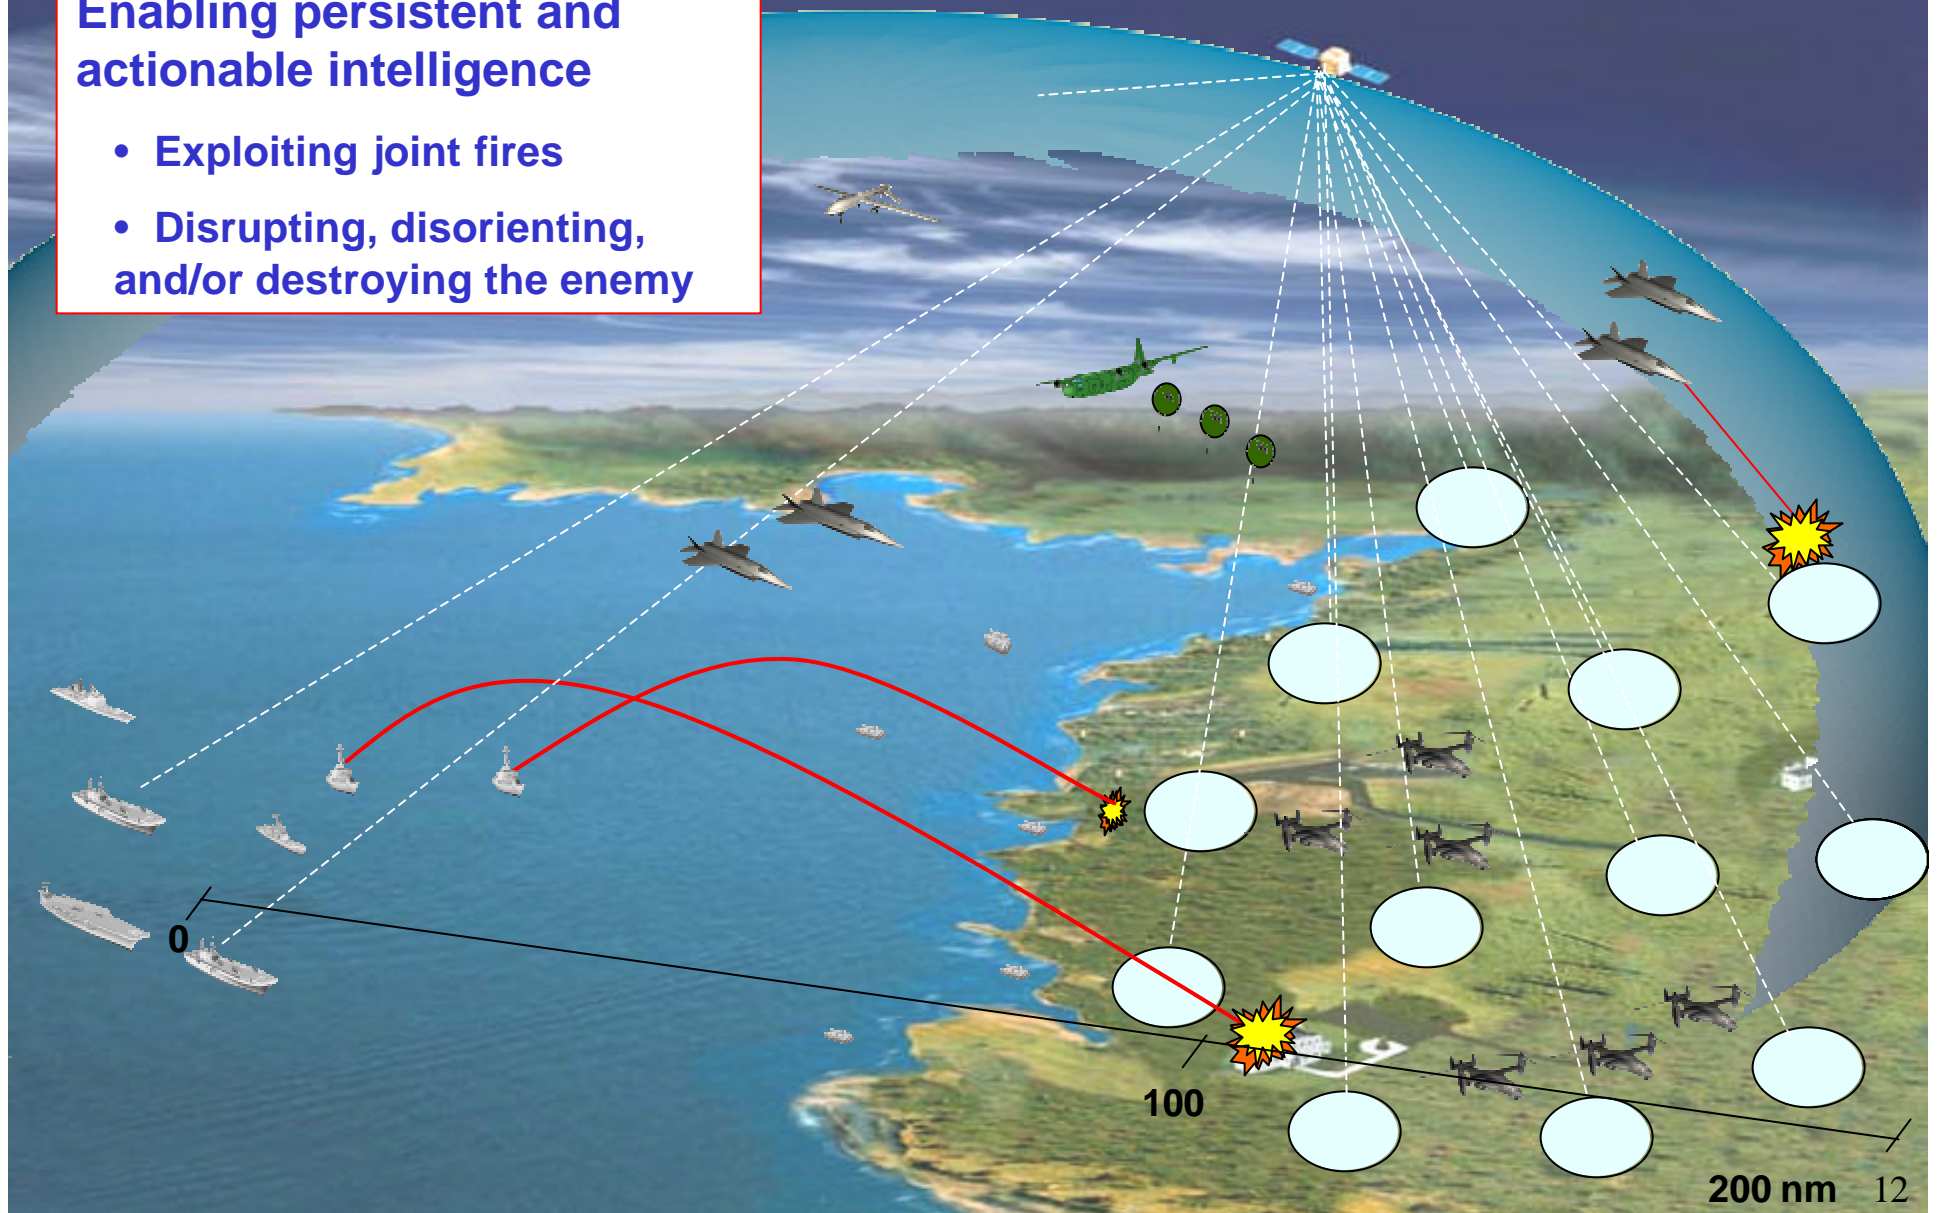 Enabling persistent and
actionable intelligence
• Exploiting joint fires
• Disrupting, disorienting,
and/or destroying the enemy
0
100
200 nm
12